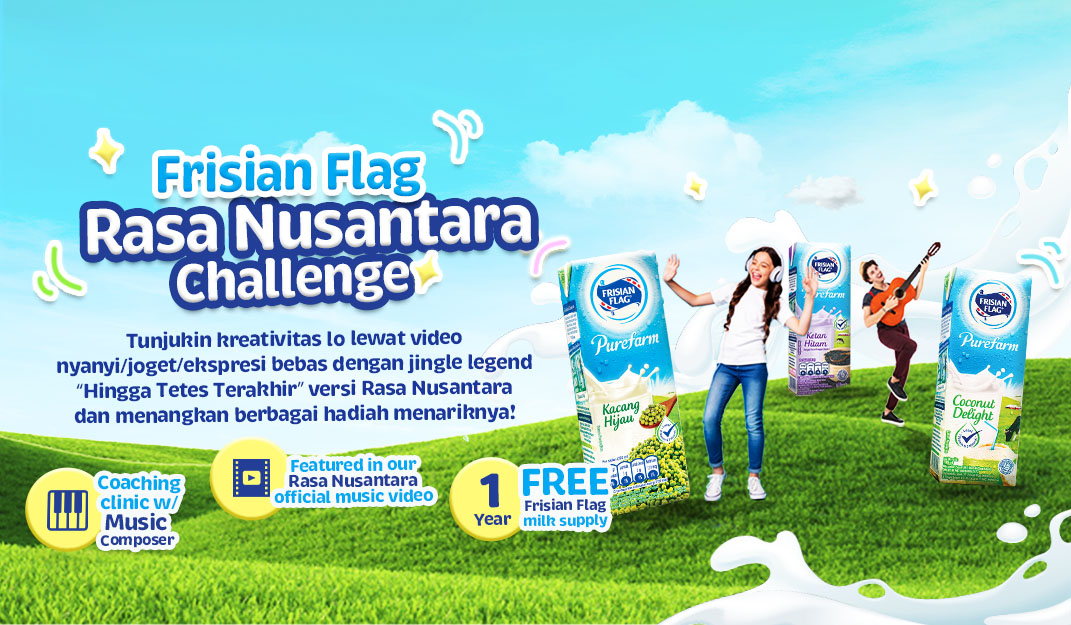 Frisian Flag
Rasa Nusantara
Challenge
Tunjukin kreativitas lo lewat video
nyanyi/joget/ekspresi bebas dengan jingle legend
“Hingga Tetes Terakhir” versi Rasa Nusantara
dan menangkan berbagai hadiah menariknya!
Coaching
clinic w/
Music
Composer
Featured in our
Rasa Nusantara
official music video
1
Year
FREE
Frisian Flag
milk supply
FRISIAN
FLAG
Purefarm
Kacang
Hijau
FRISIAN
FLAG
Purefarm
Ketan
Hitam
FRISIAN
FLAG
Purefarm
Coconut
Delight